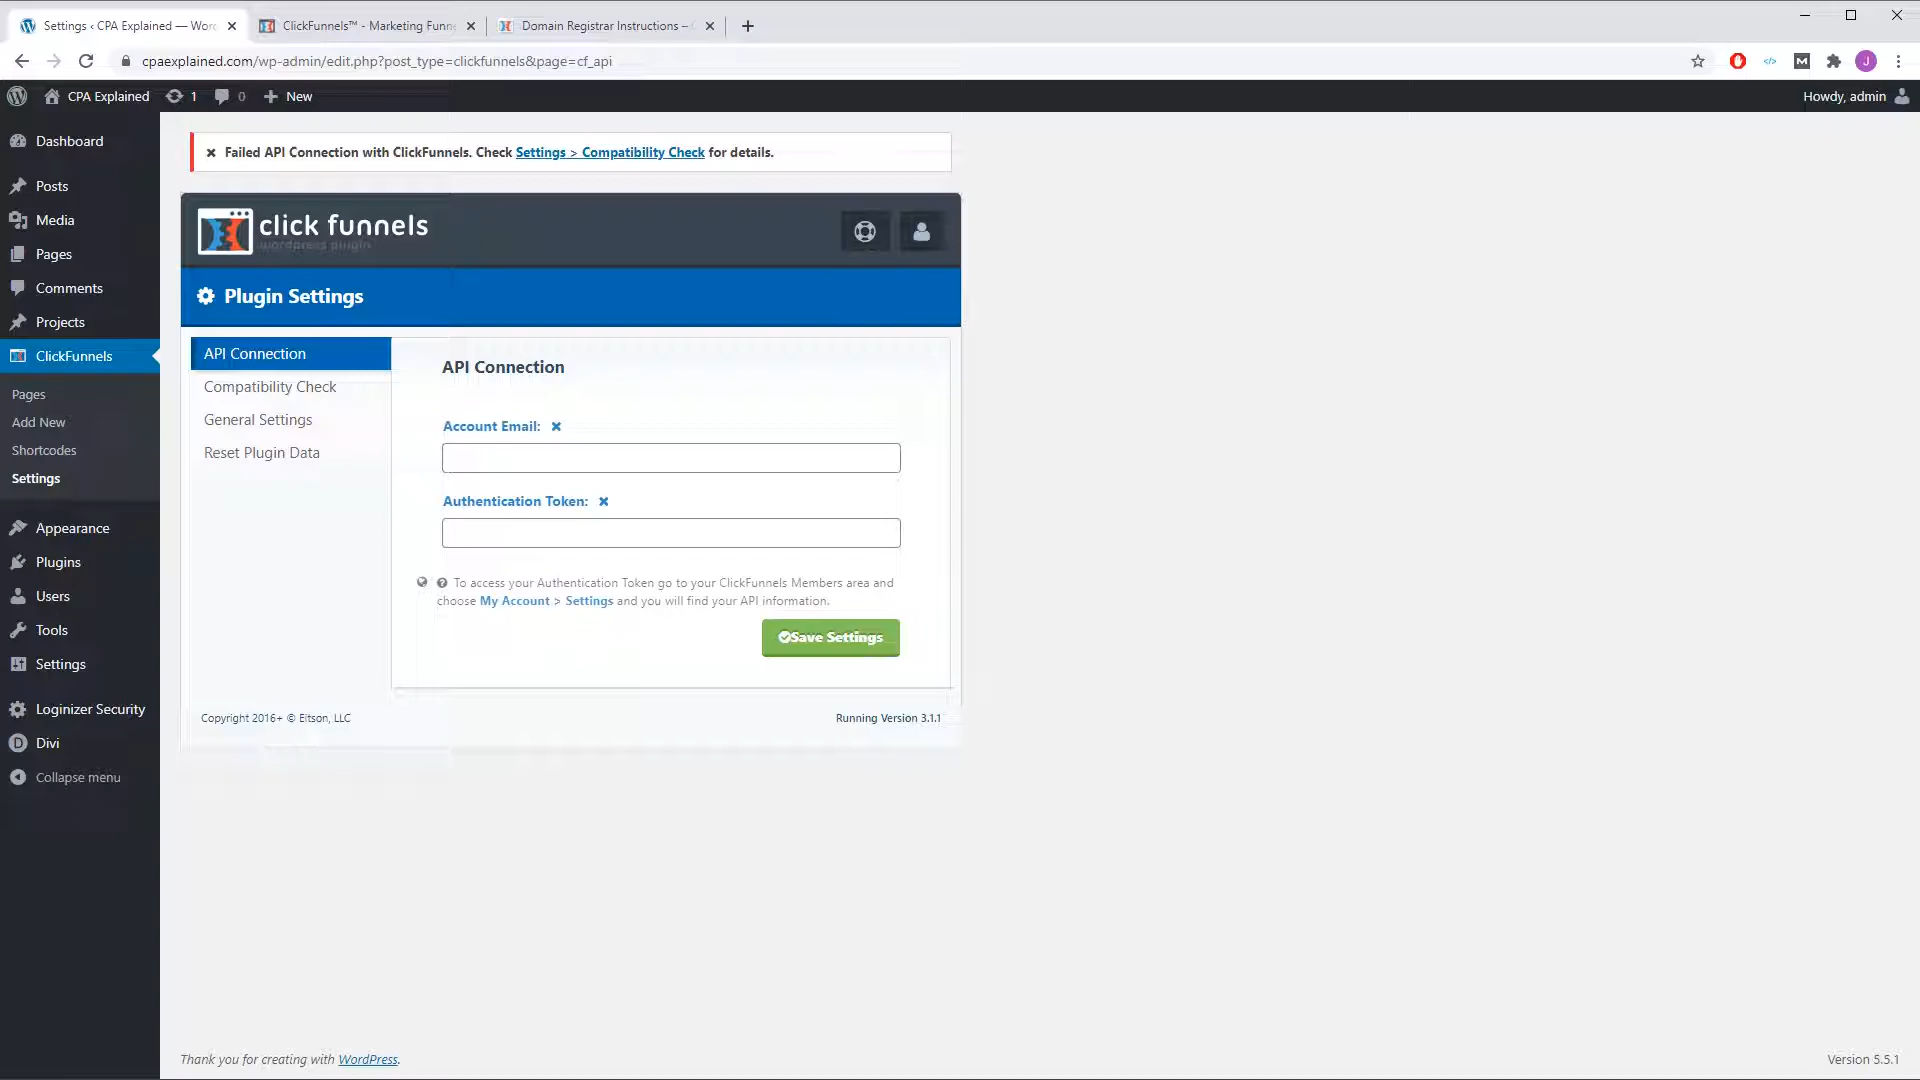 Settings ‹ CPA Explained — Wor
ClickFunnels™ - Marketing Funn
Domain Registrar Instructions –
cpaexplained.com/wp-admin/edit.php?post_type=clickfunnels&page=cf_api
CPA Explained
1
0
New
Howdy, admin
Dashboard
Posts
Media
Pages
Comments
Projects
ClickFunnels
Pages
Add New
Shortcodes
Settings
Appearance
Plugins
Users
Tools
Settings
Loginizer Security
Divi
Collapse menu
Failed API Connection with ClickFunnels. Check Settings > Compatibility Check for details.
click funnels
wordpress plugin
Plugin Settings
API Connection
Compatibility Check
General Settings
Reset Plugin Data
API Connection
Account Email:
Authentication Token:
To access your Authentication Token go to your ClickFunnels Members area and
choose My Account > Settings and you will find your API information.
Save Settings
Copyright 2016+ © Eitson, LLC
Running Version 3.1.1
Thank you for creating with WordPress.
Version 5.5.1